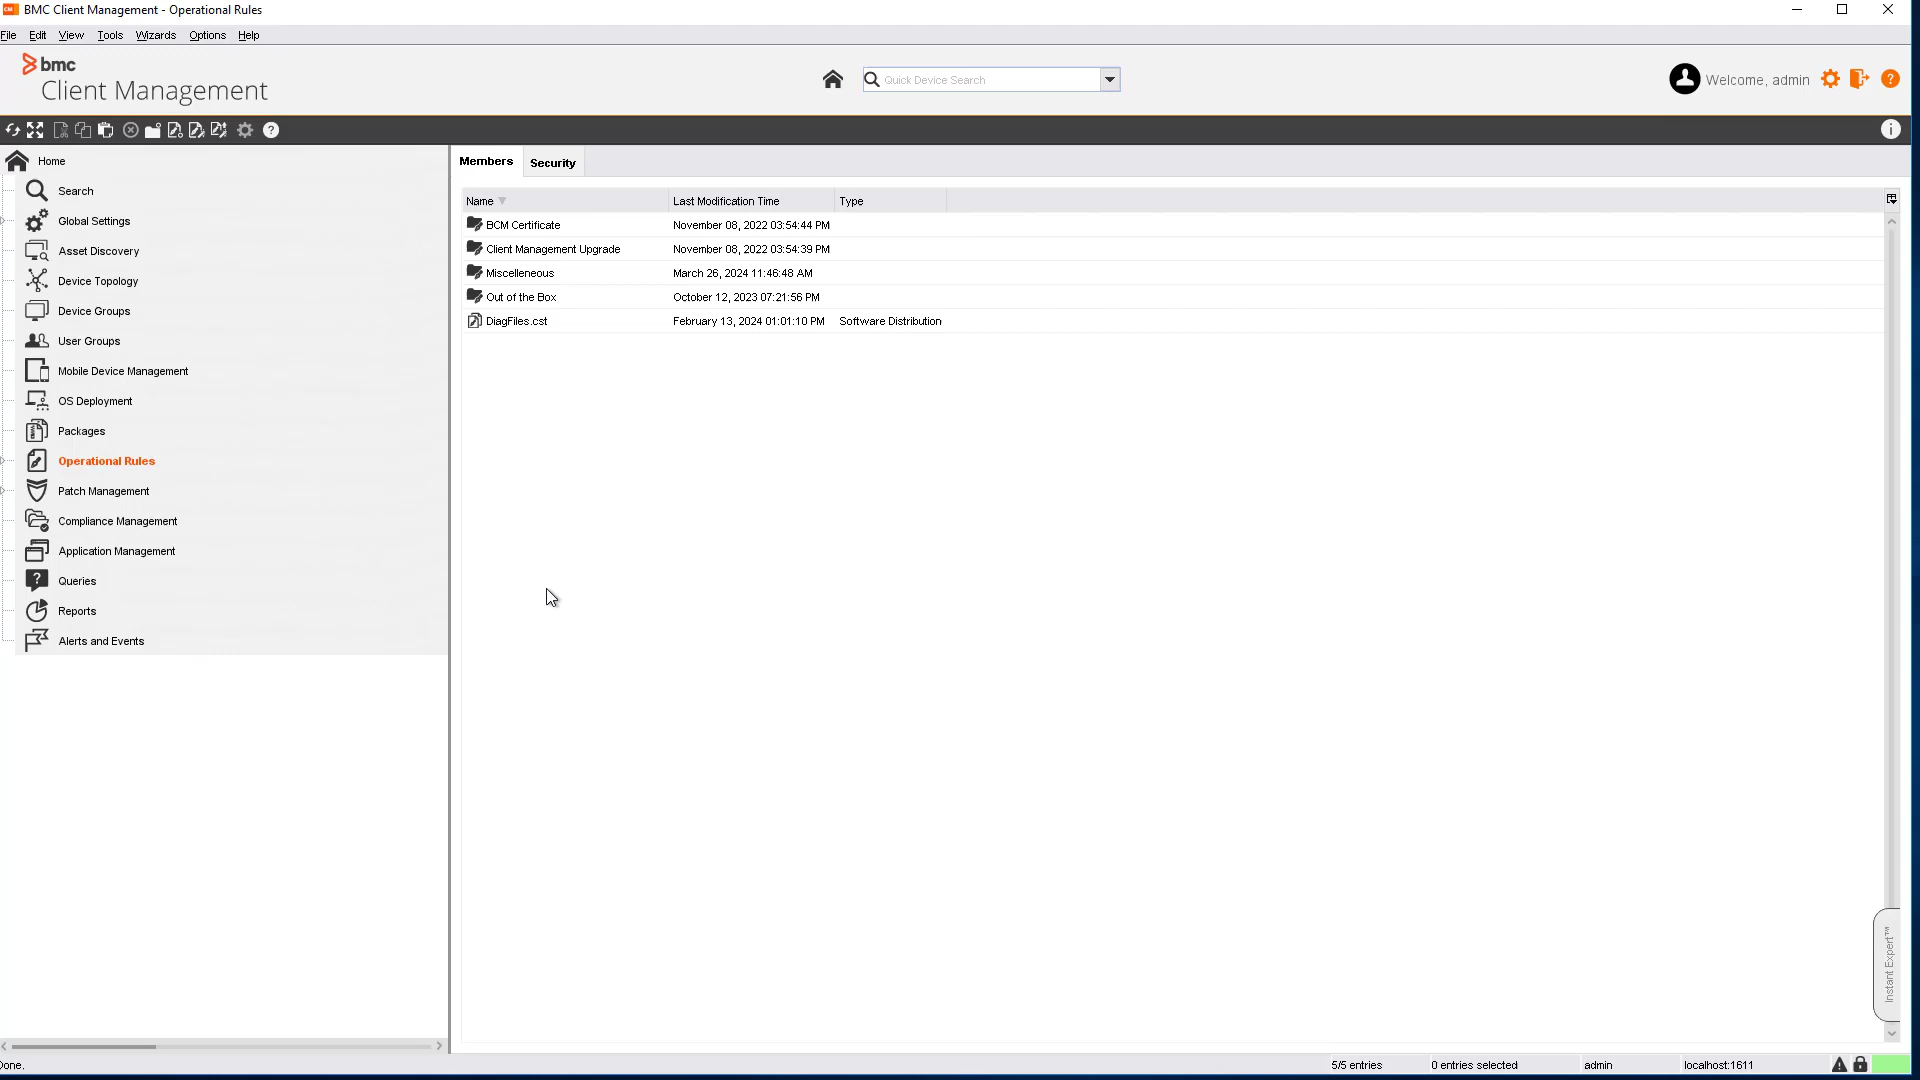 BMC Client Management - Operational Rules
File Edit View Tools Wizards Options Help
bmc
Client Management
Quick Device Search
Welcome, admin
Home
Search
Global Settings
Asset Discovery
Device Topology
Device Groups
User Groups
Mobile Device Management
OS Deployment
Packages
Operational Rules
Patch Management
Compliance Management
Application Management
Queries
Reports
Alerts and Events
Members Security
Name Last Modification Time Type
BCM Certificate November 08, 2022 03:54:44 PM
Client Management Upgrade November 08, 2022 03:54:39 PM
Miscelleneous March 26, 2024 11:46:48 AM
Out of the Box October 12, 2023 07:21:56 PM
DiagFiles.cst February 13, 2024 01:01:10 PM Software Distribution
Instant Expert™
Done. 5/5 entries 0 entries selected admin localhost:1611